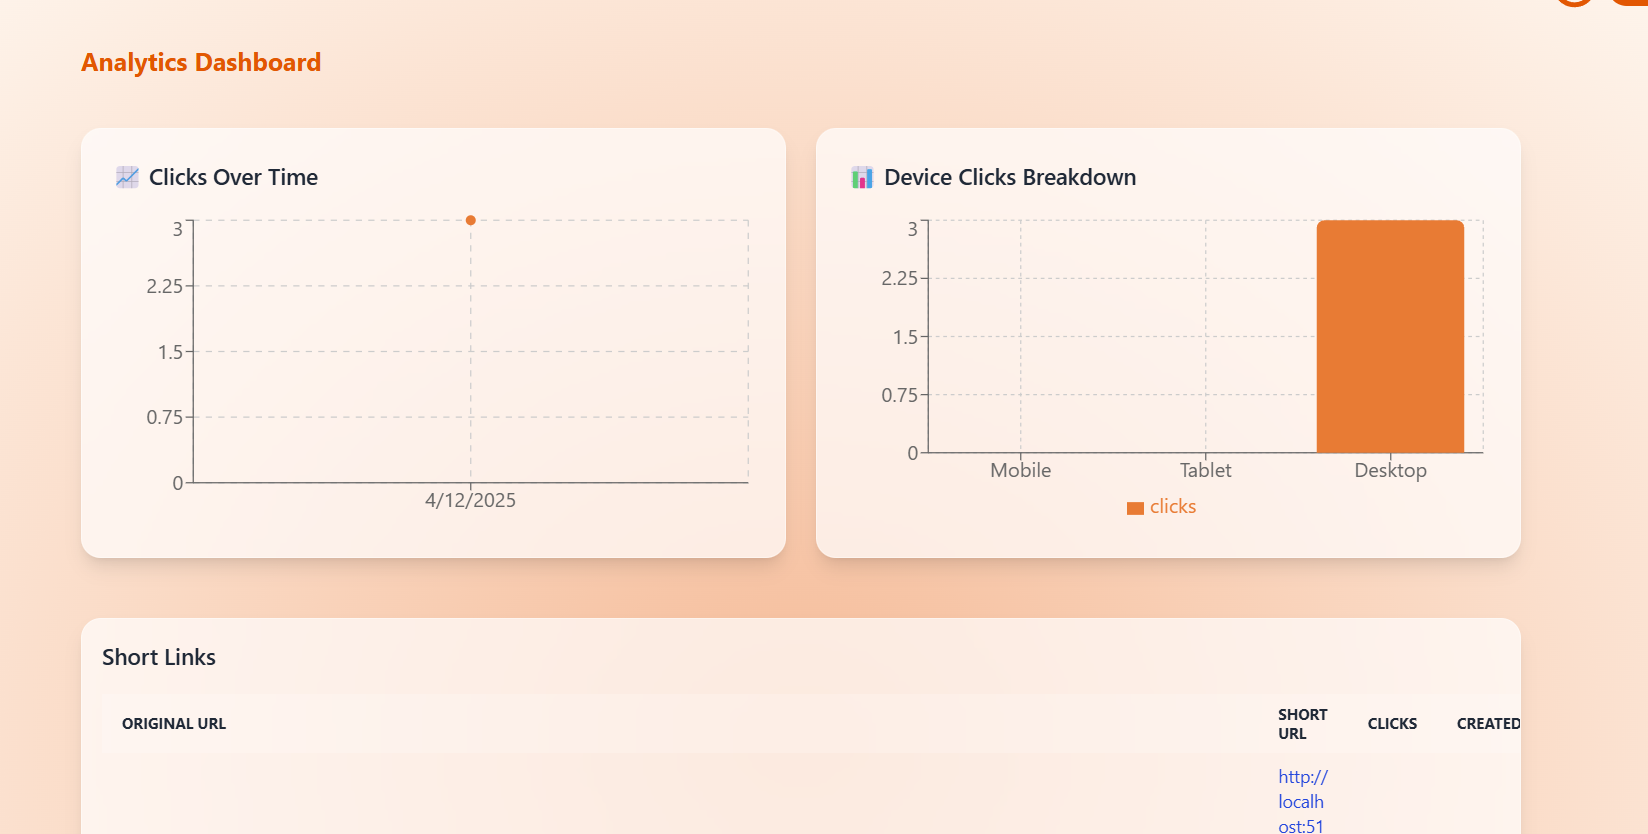 Analytics Dashboard
Clicks Over Time
3
2.25
1.5
0.75
0
4/12/2025
Device Clicks Breakdown
3
2.25
1.5
0.75
0
Mobile Tablet Desktop
clicks
Short Links
ORIGINAL URL
SHORT
URL
CLICKS
CREATED
http://
localh
ost:51